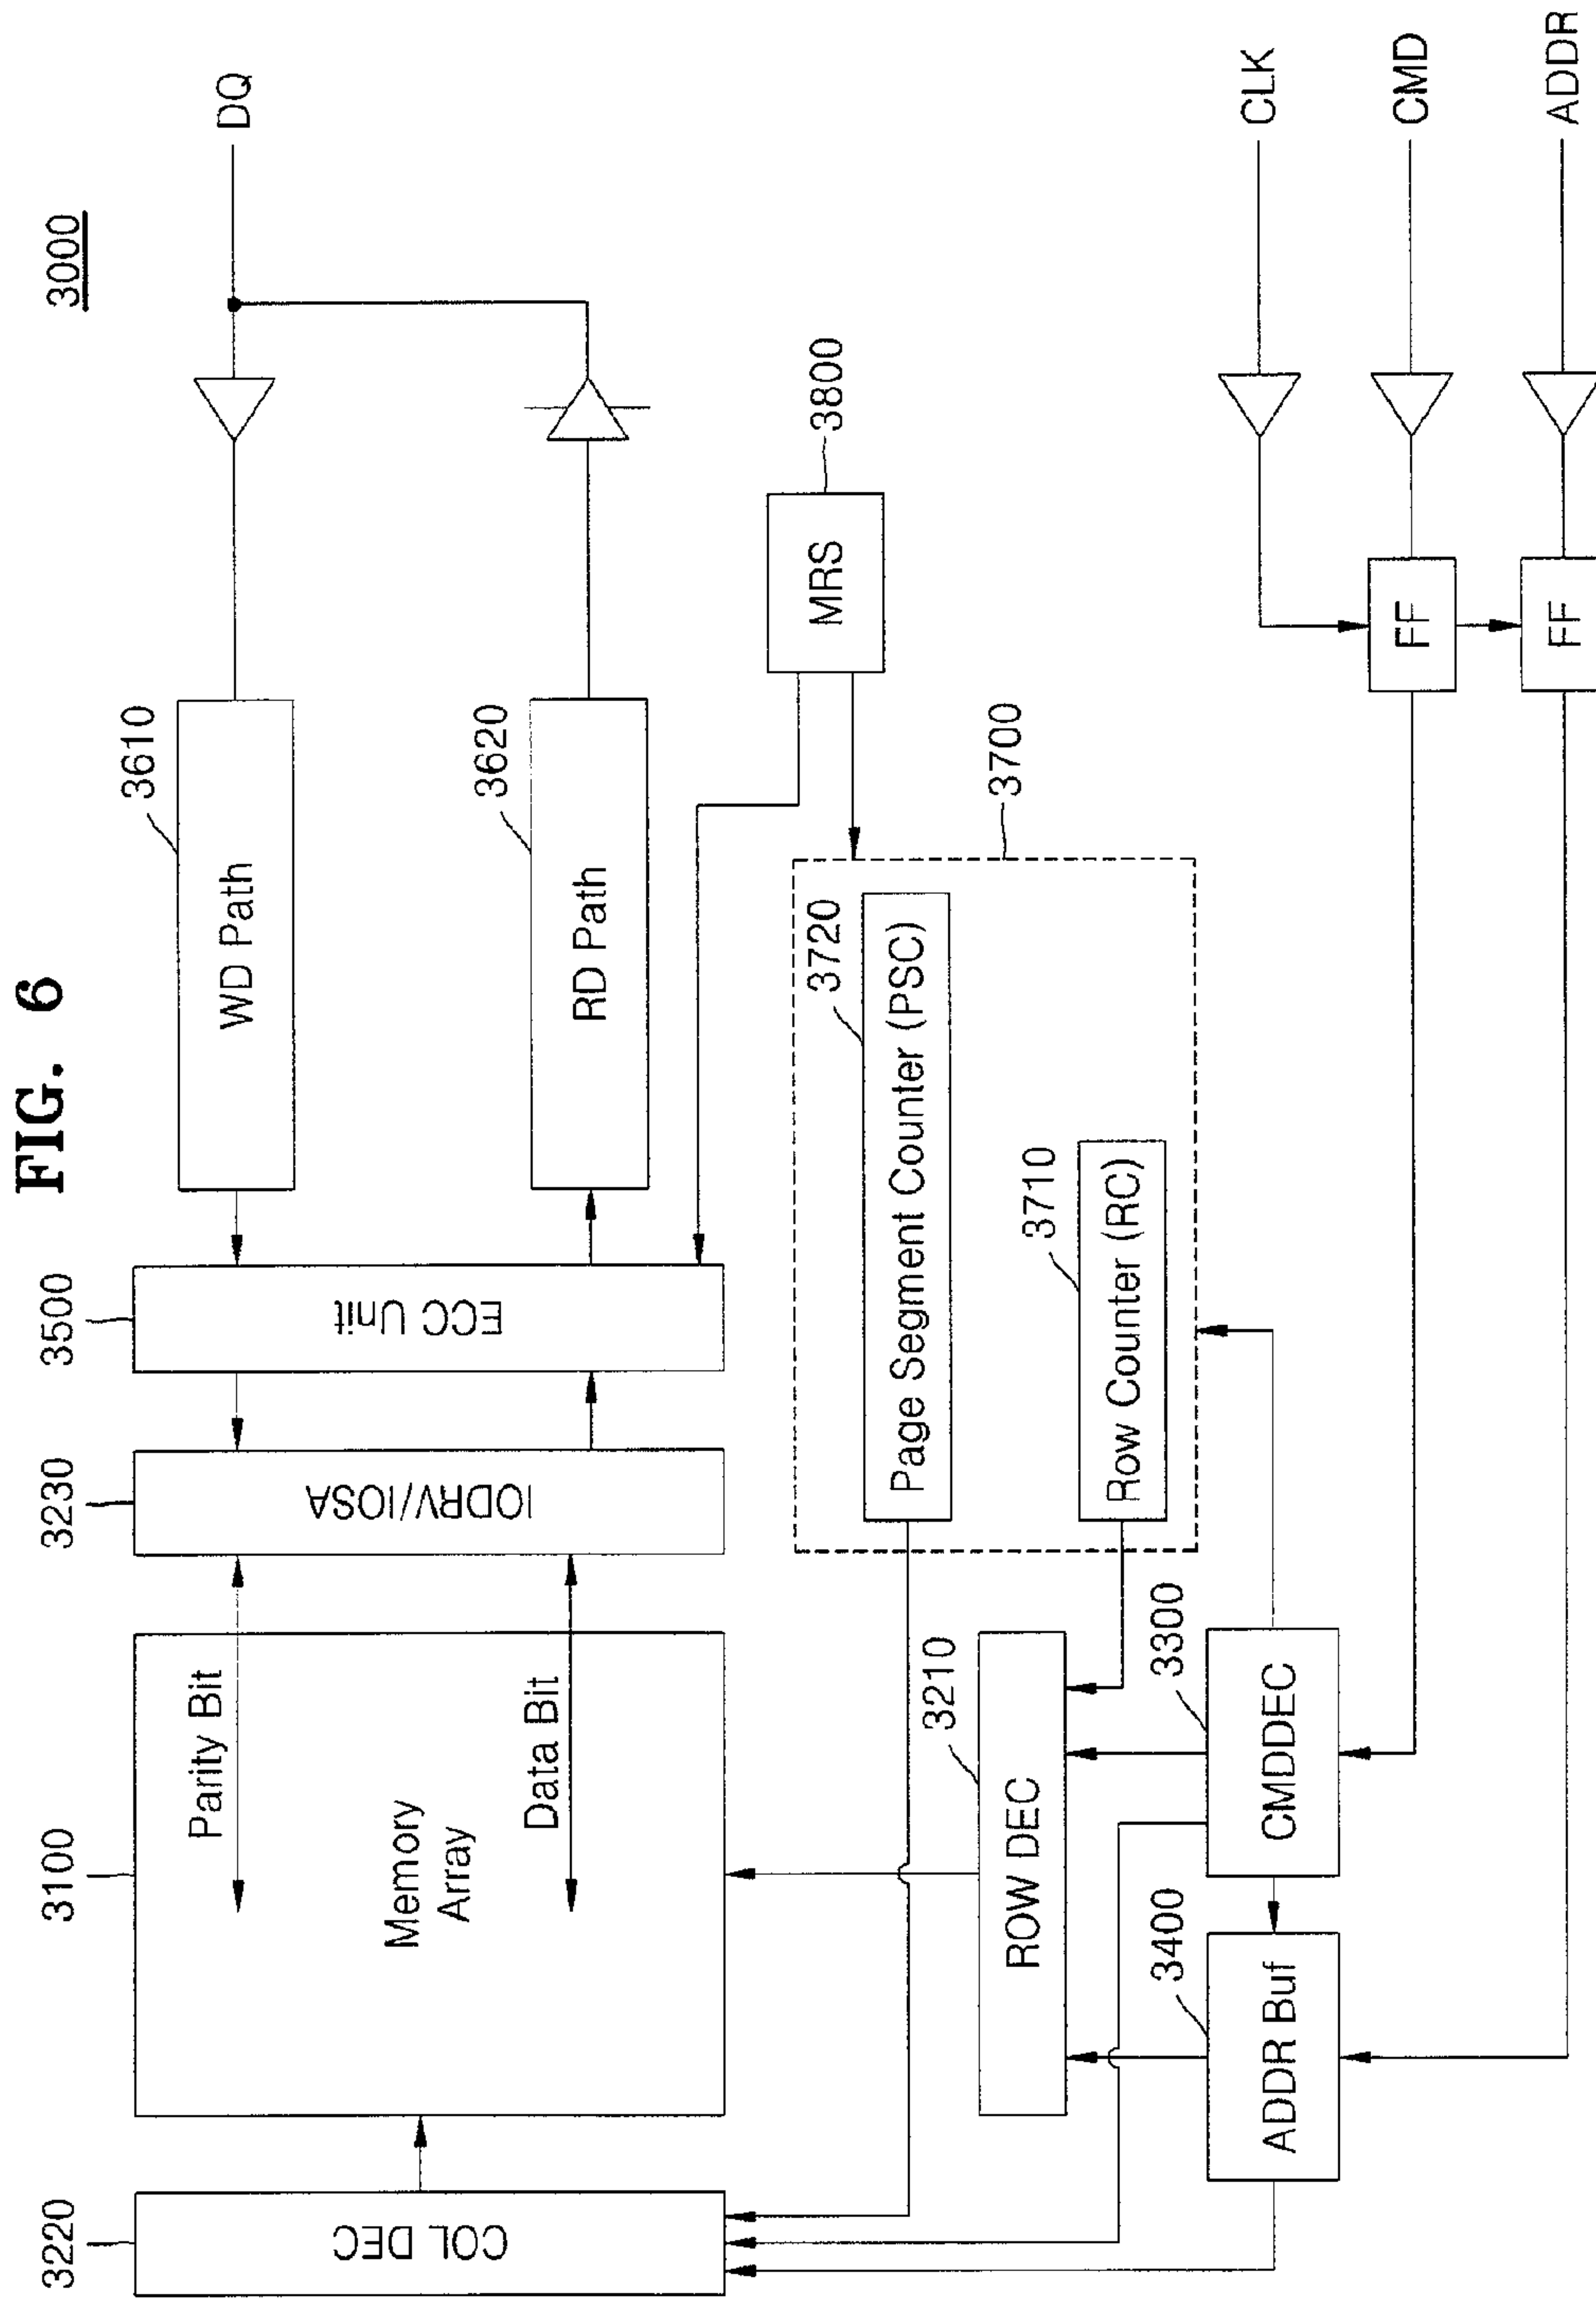 FIG. 6
3000
3220
3100
3230
3500
COL DEC
Memory
Array
Parity Bit
Data Bit
IODRV/IOSA
ECC Unit
3610
WD Path
DQ
3620
RD Path
3800
MRS
3700
3720
Page Segment Counter (PSC)
3710
Row Counter (RC)
3210
ROW DEC
3400
ADDR Buf
3300
CMDDEC
FF
FF
CLK
CMD
ADDR